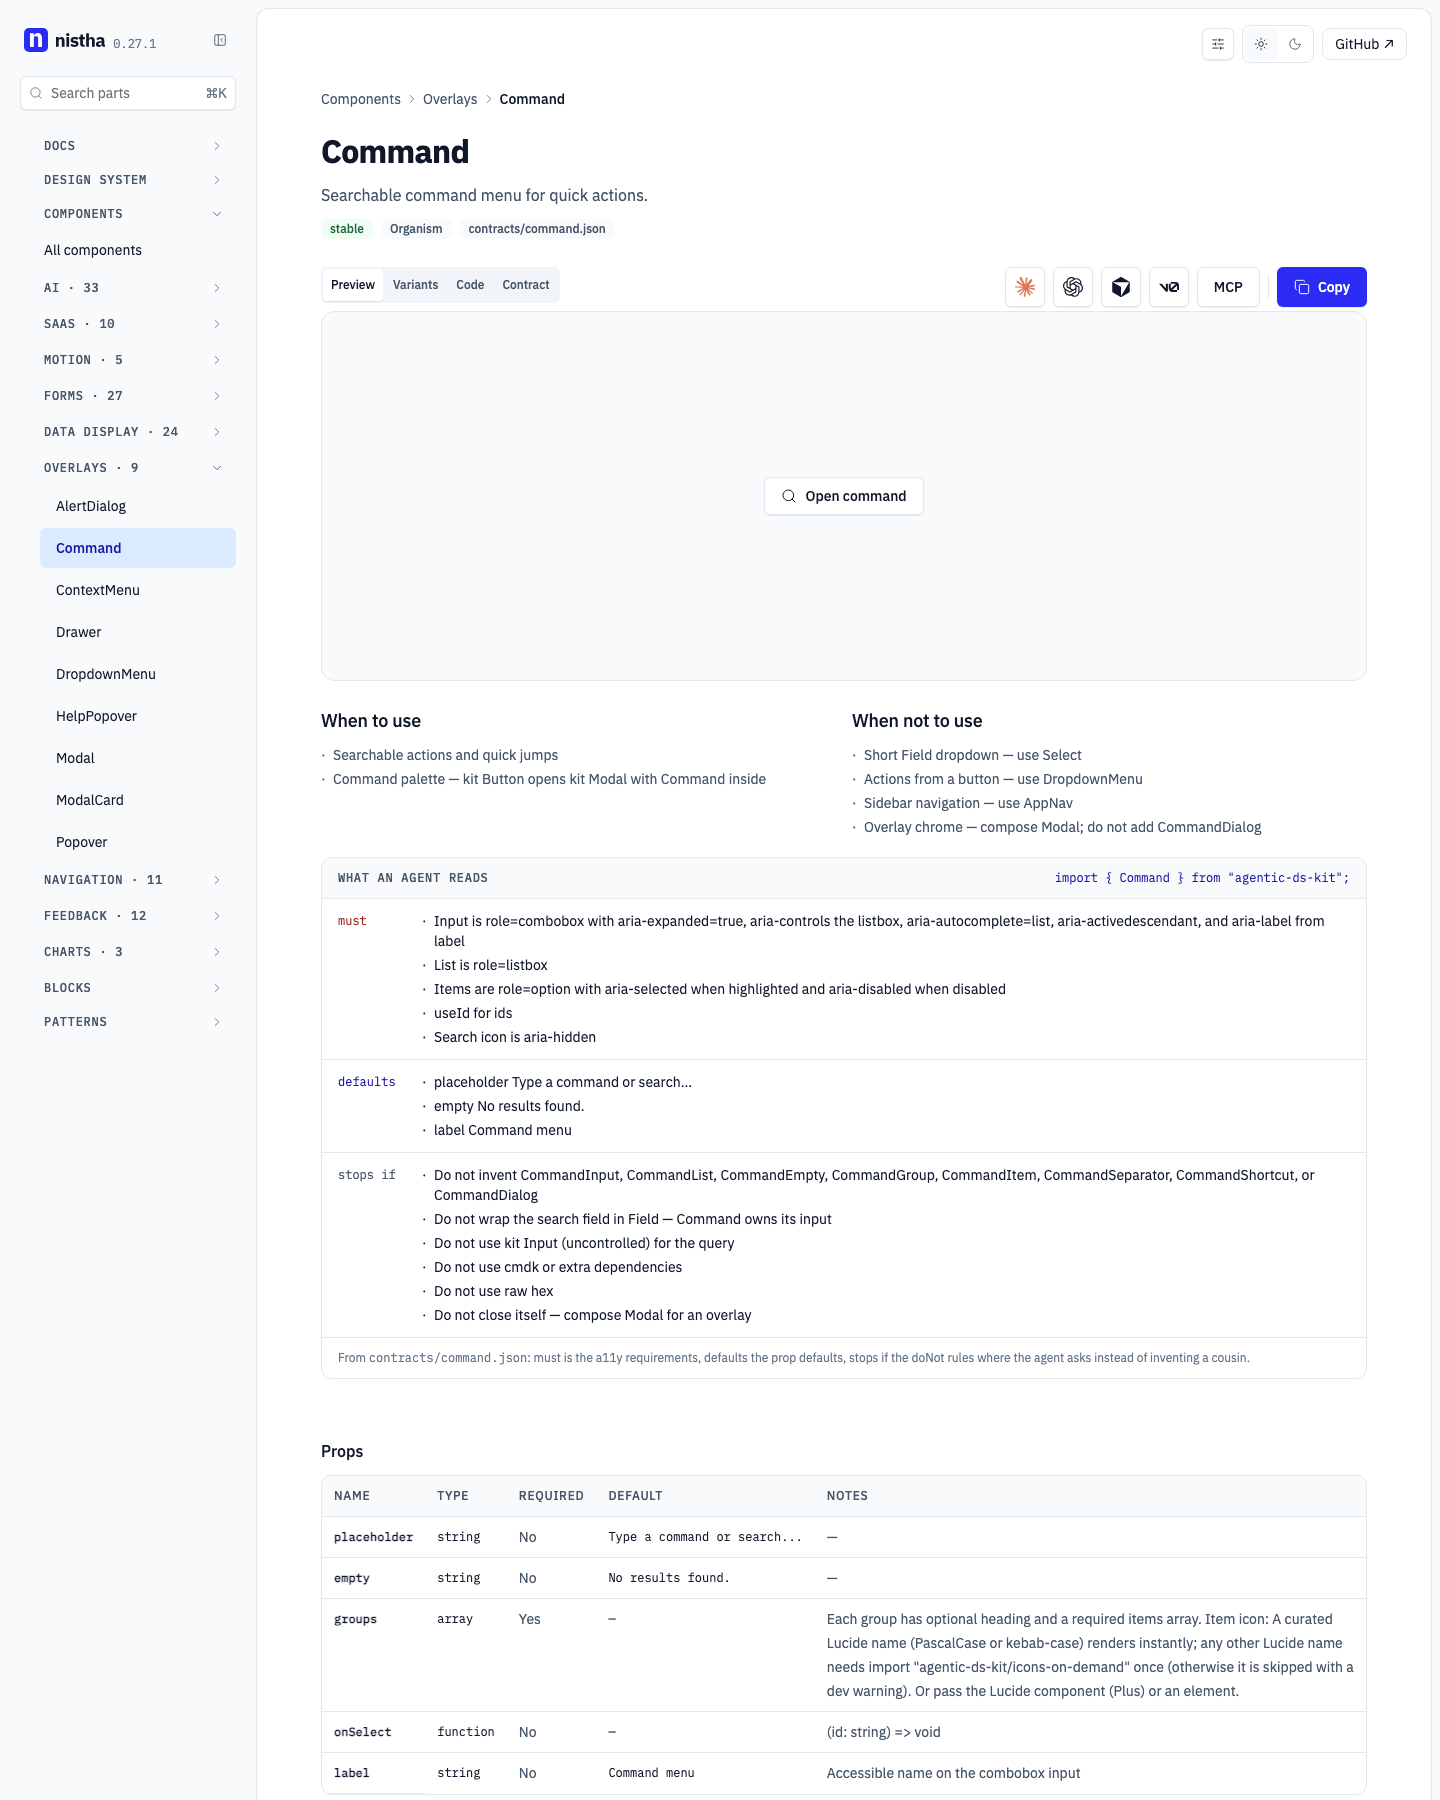 nistha 0.27.1
Search parts ⌘K
DOCS
DESIGN SYSTEM
COMPONENTS
All components
AI · 33
SAAS · 10
MOTION · 5
FORMS · 27
DATA DISPLAY · 24
OVERLAYS · 9
AlertDialog
Command
ContextMenu
Drawer
DropdownMenu
HelpPopover
Modal
ModalCard
Popover
NAVIGATION · 11
FEEDBACK · 12
CHARTS · 3
BLOCKS
PATTERNS
GitHub ↗
Components > Overlays > Command
Command
Searchable command menu for quick actions.
stable Organism contracts/command.json
Preview Variants Code Contract
v0 MCP Copy
Open command
When to use
· Searchable actions and quick jumps
· Command palette — kit Button opens kit Modal with Command inside
When not to use
· Short Field dropdown — use Select
· Actions from a button — use DropdownMenu
· Sidebar navigation — use AppNav
· Overlay chrome — compose Modal; do not add CommandDialog
WHAT AN AGENT READS import { Command } from "agentic-ds-kit";
must · Input is role=combobox with aria-expanded=true, aria-controls the listbox, aria-autocomplete=list, aria-activedescendant, and aria-label from
label
· List is role=listbox
· Items are role=option with aria-selected when highlighted and aria-disabled when disabled
· useId for ids
· Search icon is aria-hidden
defaults · placeholder Type a command or search...
· empty No results found.
· label Command menu
stops if · Do not invent CommandInput, CommandList, CommandEmpty, CommandGroup, CommandItem, CommandSeparator, CommandShortcut, or
CommandDialog
· Do not wrap the search field in Field — Command owns its input
· Do not use kit Input (uncontrolled) for the query
· Do not use cmdk or extra dependencies
· Do not use raw hex
· Do not close itself — compose Modal for an overlay
From contracts/command.json: must is the a11y requirements, defaults the prop defaults, stops if the doNot rules where the agent asks instead of inventing a cousin.
Props
NAME TYPE REQUIRED DEFAULT NOTES
placeholder string No Type a command or search... —
empty string No No results found. —
groups array Yes — Each group has optional heading and a required items array. Item icon: A curated
Lucide name (PascalCase or kebab-case) renders instantly; any other Lucide name
needs import "agentic-ds-kit/icons-on-demand" once (otherwise it is skipped with a
dev warning). Or pass the Lucide component (Plus) or an element.
onSelect function No — (id: string) => void
label string No Command menu Accessible name on the combobox input